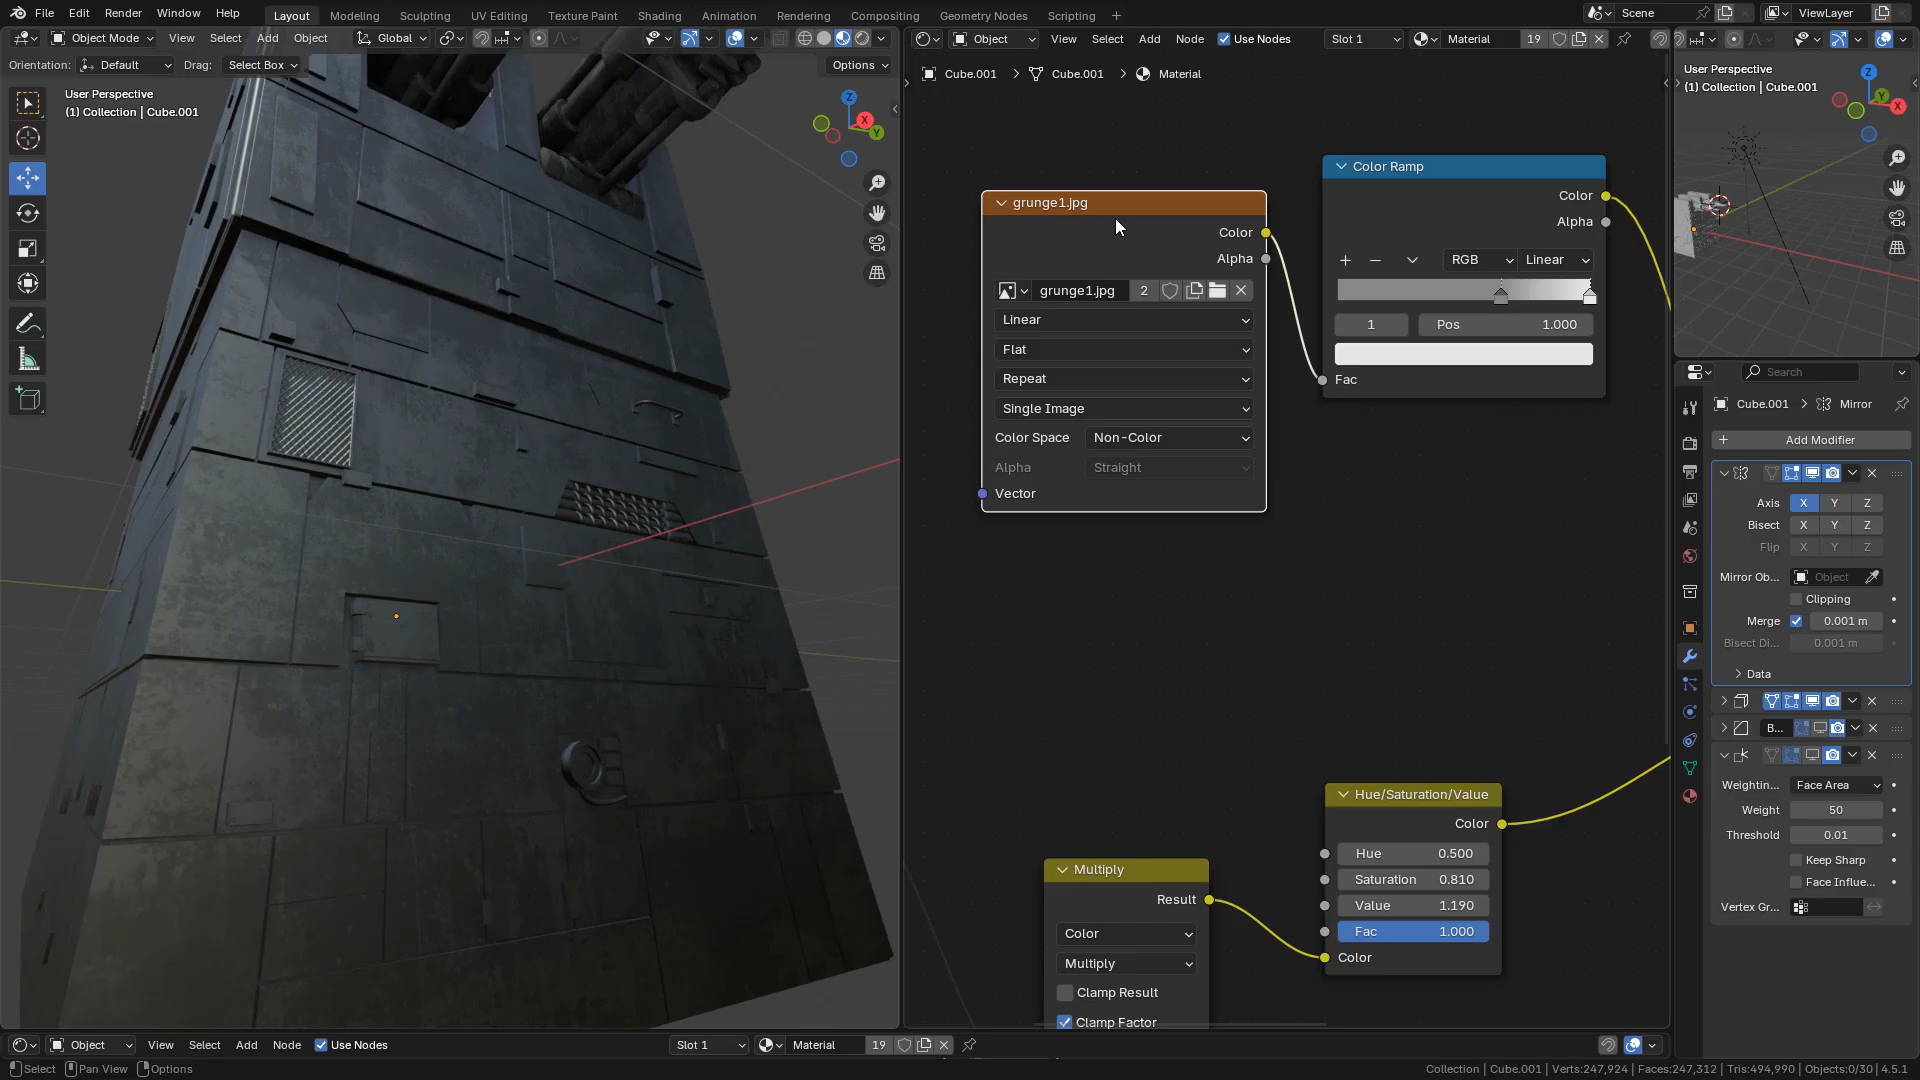 File Edit Render Window Help Layout Modeling Sculpting UV Editing Texture Paint Shading Animation Rendering Compositing Geometry Nodes Scripting + Scene ViewLayer
Object Mode View Select Add Object Global
Object View Select Add Node Use Nodes Slot 1 Material 19
Orientation: Default Drag: Select Box Options
User Perspective
(1) Collection | Cube.001
Cube.001 > Cube.001 > Material
User Perspective
(1) Collection | Cube.001
Z
X
Y
Z
Y
X
grunge1.jpg
Color
Alpha
grunge1.jpg 2
Linear
Flat
Repeat
Single Image
Color Space Non-Color
Alpha Straight
Vector
Color Ramp
Color
Alpha
RGB Linear
1 Pos 1.000
Fac
Hue/Saturation/Value
Color
Hue 0.500
Saturation 0.810
Value 1.190
Fac 1.000
Color
Multiply
Result
Color
Multiply
Clamp Result
Clamp Factor
Search
Cube.001 > Mirror
+ Add Modifier
Axis X Y Z
Bisect X Y Z
Flip X Y Z
Mirror Ob... Object
Clipping
Merge 0.001 m
Bisect Di... 0.001 m
Data
B...
Weightin... Face Area
Weight 50
Threshold 0.01
Keep Sharp
Face Influe...
Vertex Gr...
Object View Select Add Node Use Nodes Slot 1 Material 19
Select Pan View Options Collection | Cube.001 | Verts:247,924 | Faces:247,312 | Tris:494,990 | Objects:0/30 | 4.5.1